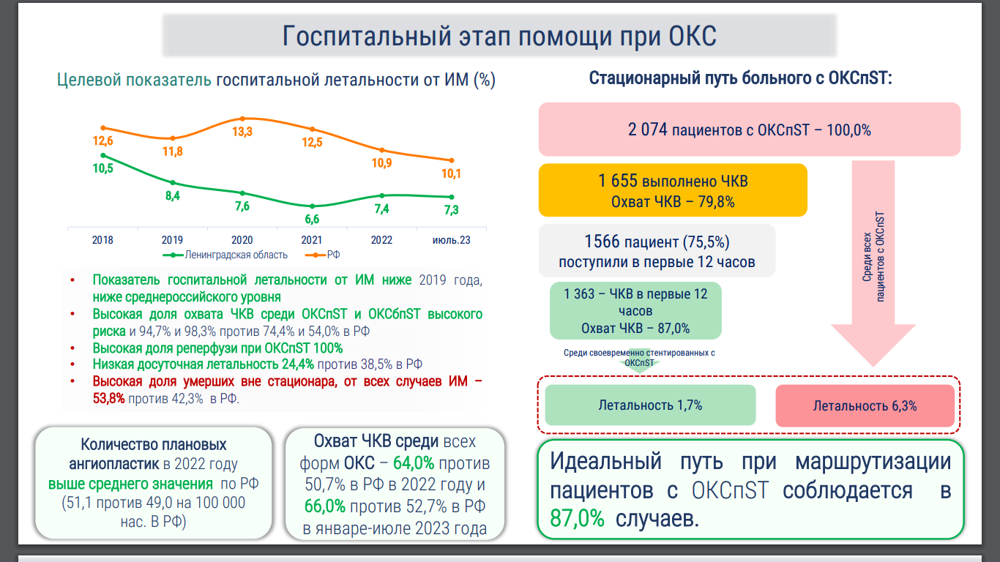 Госпитальный этап помощи при ОКС
Целевой показатель госпитальной летальности от ИМ (%)
12,6
11,8
13,3
12,5
10,9
10,1
10,5
8,4
7,6
6,6
7,4
7,3
2018
2019
2020
2021
2022
июль.23
Ленинградская область
РФ
• Показатель госпитальной летальности от ИМ ниже 2019 года,
ниже среднероссийского уровня
• Высокая доля охвата ЧКВ среди ОКСпST и ОКСбпST высокого
риска и 94,7% и 98,3% против 74,4% и 54,0% в РФ
• Высокая доля реперфузи при ОКСпST 100%
• Низкая досуточная летальность 24,4% против 38,5% в РФ
• Высокая доля умерших вне стационара, от всех случаев ИМ –
53,8% против 42,3% в РФ.
Количество плановых
ангиопластик в 2022 году
выше среднего значения по РФ
(51,1 против 49,0 на 100 000
нас. В РФ)
Охват ЧКВ среди всех
форм ОКС – 64,0% против
50,7% в РФ в 2022 году и
66,0% против 52,7% в РФ
в январе-июле 2023 года
Стационарный путь больного с ОКСпST:
2 074 пациентов с ОКСпST – 100,0%
1 655 выполнено ЧКВ
Охват ЧКВ – 79,8%
1566 пациент (75,5%)
поступили в первые 12 часов
1 363 – ЧКВ в первые 12
часов
Охват ЧКВ – 87,0%
Среди своевременно стентированных с
ОКСпST
Среди всех
пациентов с ОКСпST
Летальность 1,7%
Летальность 6,3%
Идеальный путь при маршрутизации
пациентов с ОКСпST соблюдается в
87,0% случаев.